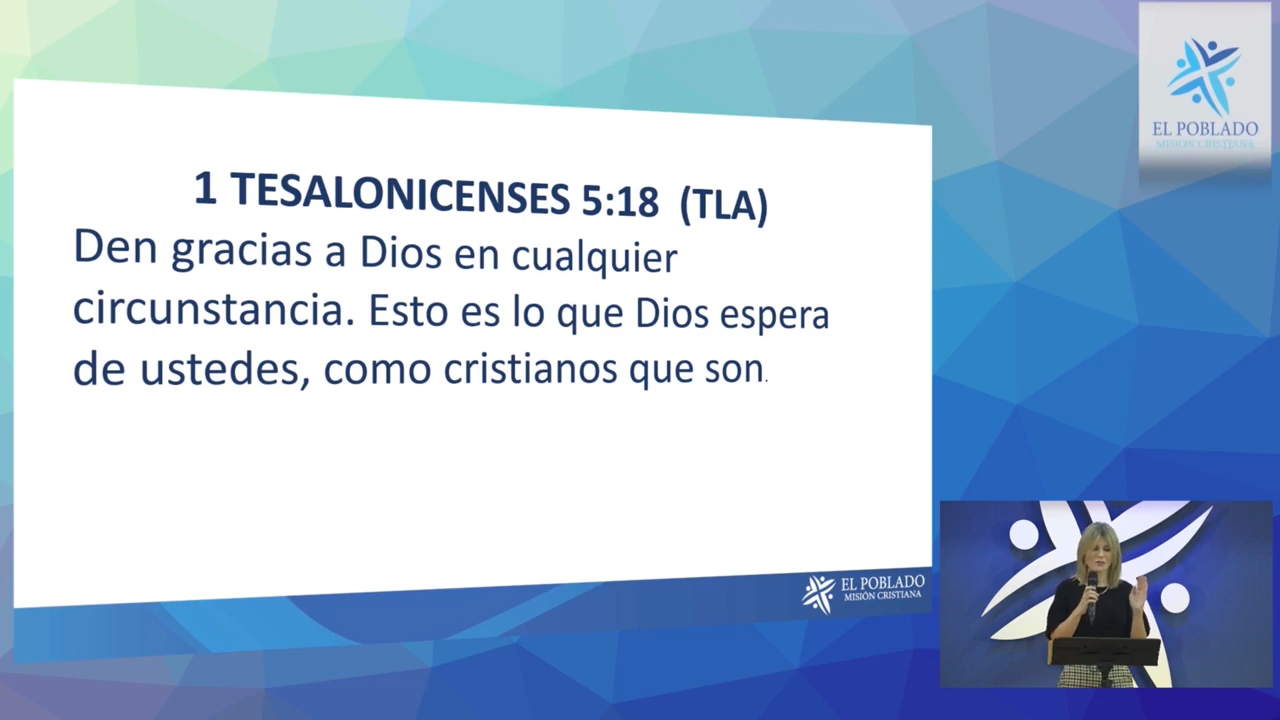 EL POBLADO
MISIÓN CRISTIANA
1 TESALONICENSES 5:18 (TLA)
Den gracias a Dios en cualquier
circunstancia. Esto es lo que Dios espera
de ustedes, como cristianos que son.
EL POBLADO
MISIÓN CRISTIANA